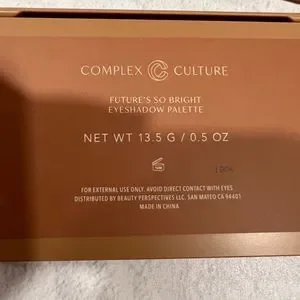 COMPLEX CULTURE
FUTURE'S SO BRIGHT
EYESHADOW PALETTE
NET WT 13.5 G / 0.5 OZ
FOR EXTERNAL USE ONLY. AVOID DIRECT CONTACT WITH EYES
DISTRIBUTED BY BEAUTY PERSPECTIVES LLC. SAN MATEO CA 94401
MADE IN CHINA